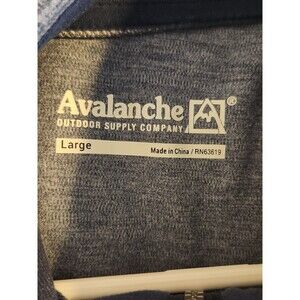 Avalanche®
OUTDOOR SUPPLY COMPANY
Large
Made in China / RN63619